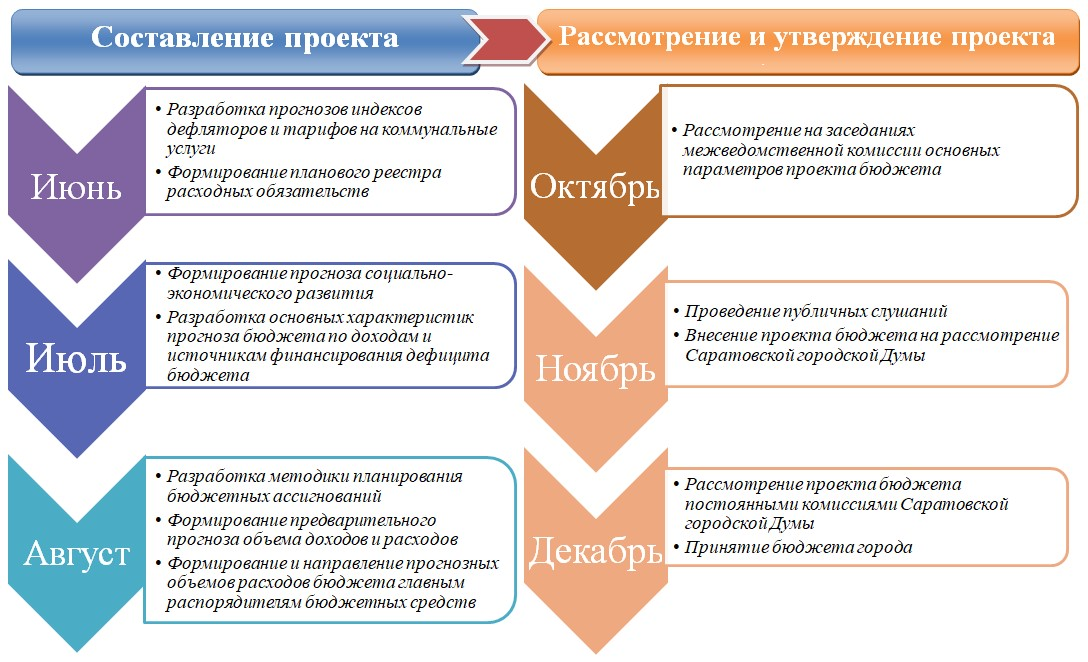 Составление проекта
Рассмотрение и утверждение проекта
Июнь
• Разработка прогнозов индексов
дефляторов и тарифов на коммунальные
услуги
• Формирование планового реестра
расходных обязательств
Июль
• Формирование прогноза социально-
экономического развития
• Разработка основных характеристик
прогноза бюджета по доходам и
источникам финансирования дефицита
бюджета
Август
• Разработка методики планирования
бюджетных ассигнований
• Формирование предварительного
прогноза объема доходов и расходов
• Формирование и направление прогнозных
объемов расходов бюджета главным
распорядителям бюджетных средств
Октябрь
• Рассмотрение на заседаниях
межведомственной комиссии основных
параметров проекта бюджета
Ноябрь
• Проведение публичных слушаний
• Внесение проекта бюджета на рассмотрение
Саратовской городской Думы
Декабрь
• Рассмотрение проекта бюджета
постоянными комиссиями Саратовской
городской Думы
• Принятие бюджета города